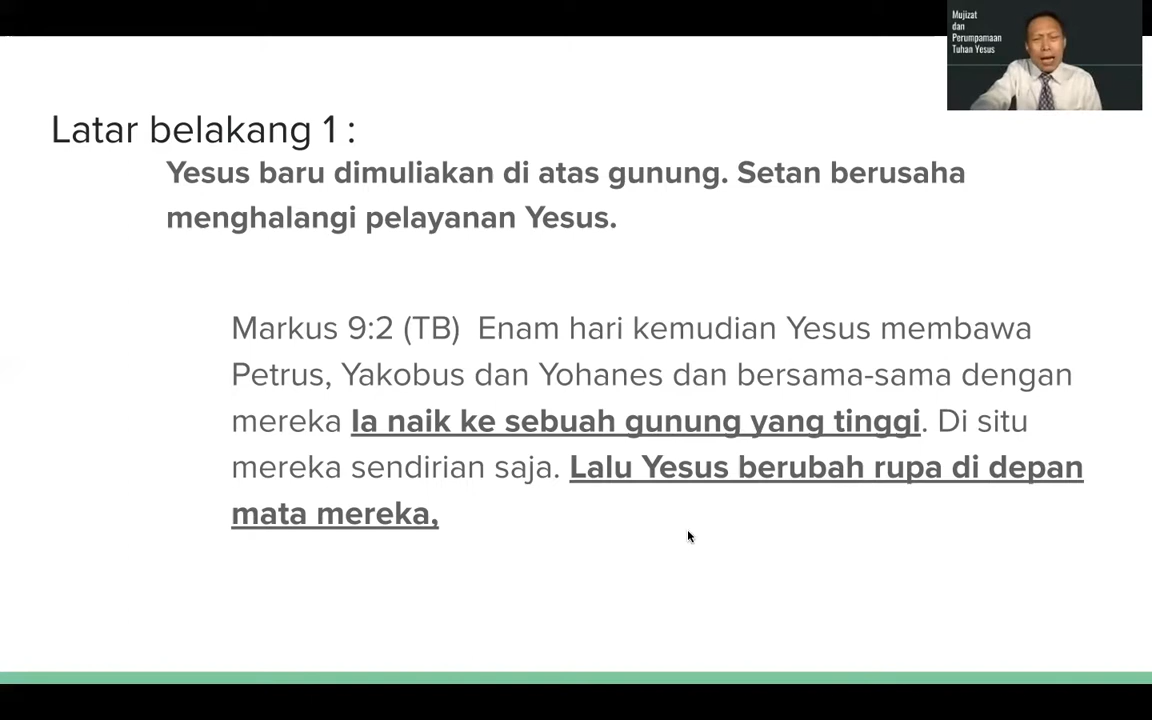 Mujizat
dan
Perumpamaan
Tuhan Yesus
Latar belakang 1 :
Yesus baru dimuliakan di atas gunung. Setan berusaha
menghalangi pelayanan Yesus.
Markus 9:2 (TB)  Enam hari kemudian Yesus membawa
Petrus, Yakobus dan Yohanes dan bersama-sama dengan
mereka Ia naik ke sebuah gunung yang tinggi. Di situ
mereka sendirian saja. Lalu Yesus berubah rupa di depan
mata mereka,